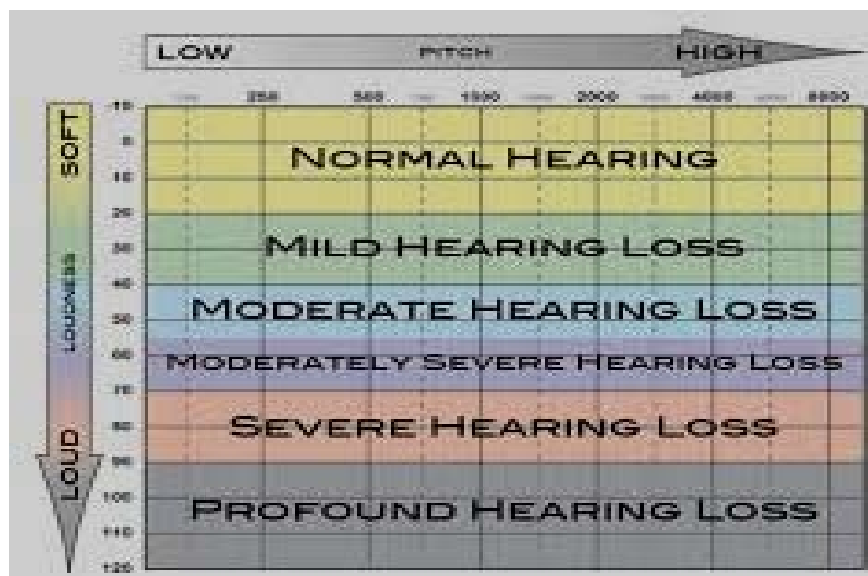 LOW PITCH HIGH
250 500 1000 2000 4000 8000
SOFT
LOUDNESS
LOUD
-10
0
10
20
30
40
50
60
70
80
90
100
110
120
NORMAL HEARING
MILD HEARING LOSS
MODERATE HEARING LOSS
MODERATELY SEVERE HEARING LOSS
SEVERE HEARING LOSS
PROFOUND HEARING LOSS